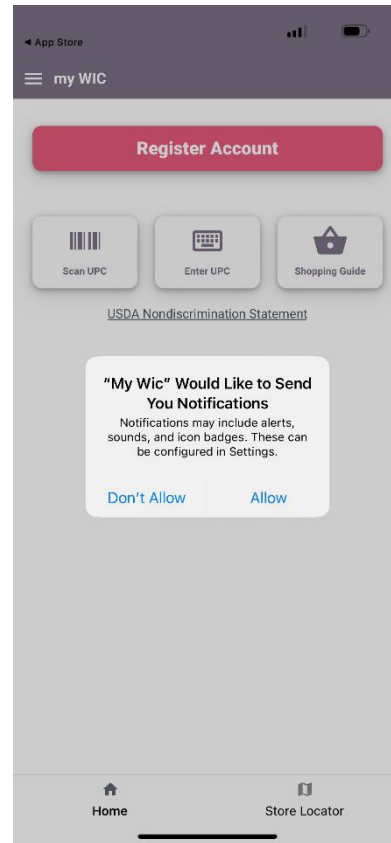 ◄ App Store
my WIC
Register Account
Scan UPC
Enter UPC
Shopping Guide
USDA Nondiscrimination Statement
"My Wic" Would Like to Send
You Notifications
Notifications may include alerts,
sounds, and icon badges. These can
be configured in Settings.
Don't Allow
Allow
Home
Store Locator